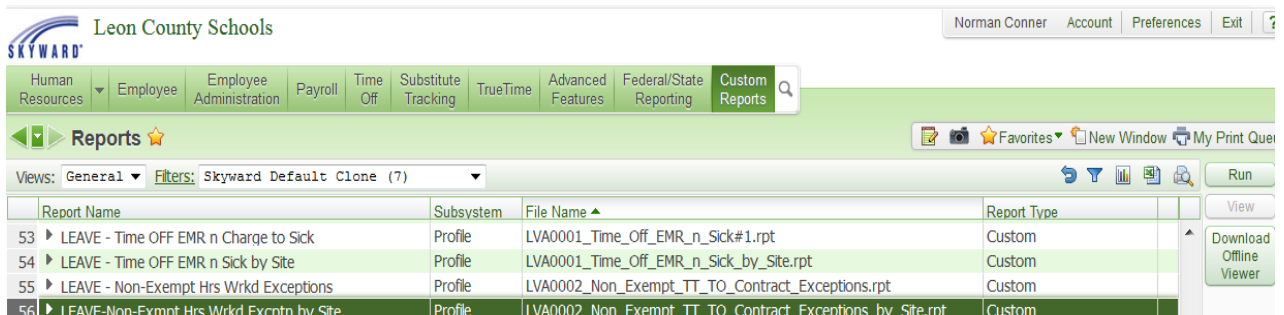 Leon County Schools
SKYWARD
Norman Conner Account Preferences Exit ?
Human Resources Employee Employee Administration Payroll Time Off Substitute Tracking TrueTime Advanced Features Federal/State Reporting Custom Reports
Reports Favorites New Window My Print Queu
Views: General Filters: Skyward Default Clone (7) Run
Report Name Subsystem File Name Report Type View
53 LEAVE - Time OFF EMR n Charge to Sick Profile LVA0001_Time_Off_EMR_n_Sick#1.rpt Custom
54 LEAVE - Time OFF EMR n Sick by Site Profile LVA0001_Time_Off_EMR_n_Sick_by_Site.rpt Custom
55 LEAVE - Non-Exempt Hrs Wrkd Exceptions Profile LVA0002_Non_Exempt_TT_TO_Contract_Exceptions.rpt Custom
56 LEAVE-Non-Exmpt Hrs Wrkd Excptn by Site Profile LVA0002_Non_Exempt_TT_TO_Contract_Exceptions_by_Site.rpt Custom
Download
Offline
Viewer